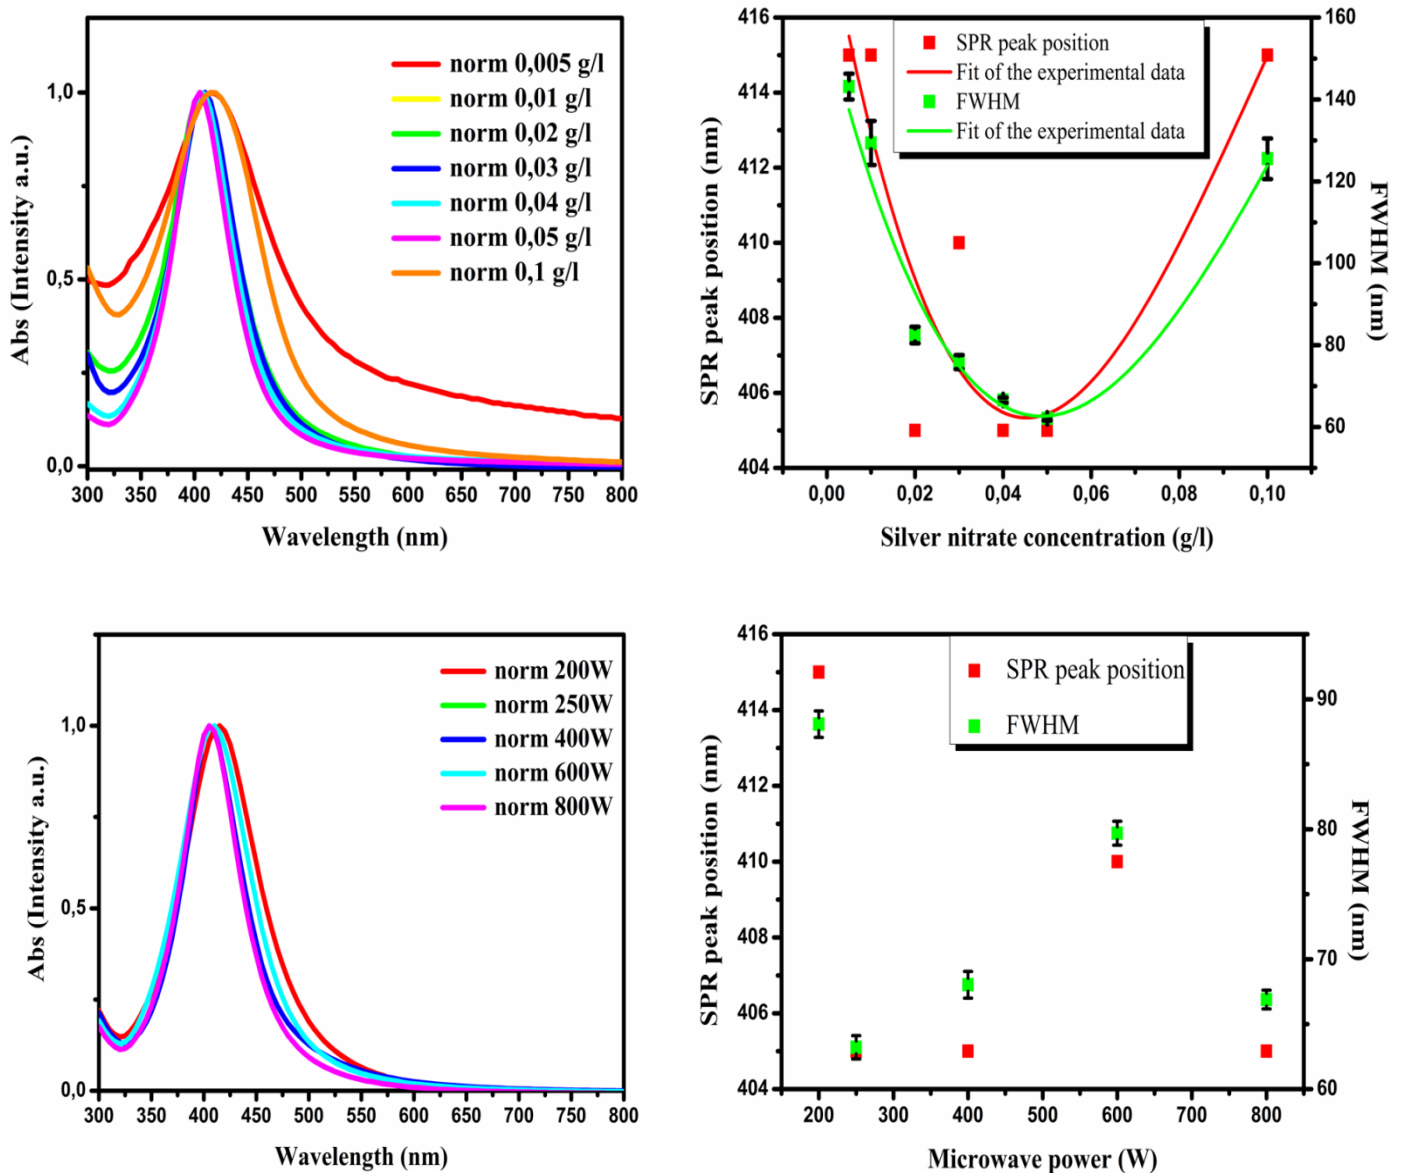 norm 0,005 g/l
norm 0,01 g/l
norm 0,02 g/l
norm 0,03 g/l
norm 0,04 g/l
norm 0,05 g/l
norm 0,1 g/l
1,0
0,5
0,0
300 350 400 450 500 550 600 650 700 750 800
Abs (Intensity a.u.)
Wavelength (nm)
SPR peak position
Fit of the experimental data
FWHM
Fit of the experimental data
416
414
412
410
408
406
404
160
140
120
100
80
60
0,00 0,02 0,04 0,06 0,08 0,10
SPR peak position (nm)
FWHM (nm)
Silver nitrate concentration (g/l)
norm 200W
norm 250W
norm 400W
norm 600W
norm 800W
1,0
0,5
0,0
300 350 400 450 500 550 600 650 700 750 800
Abs (Intensity a.u.)
Wavelength (nm)
SPR peak position
FWHM
416
414
412
410
408
406
404
90
80
70
60
200 300 400 500 600 700 800
SPR peak position (nm)
FWHM (nm)
Microwave power (W)